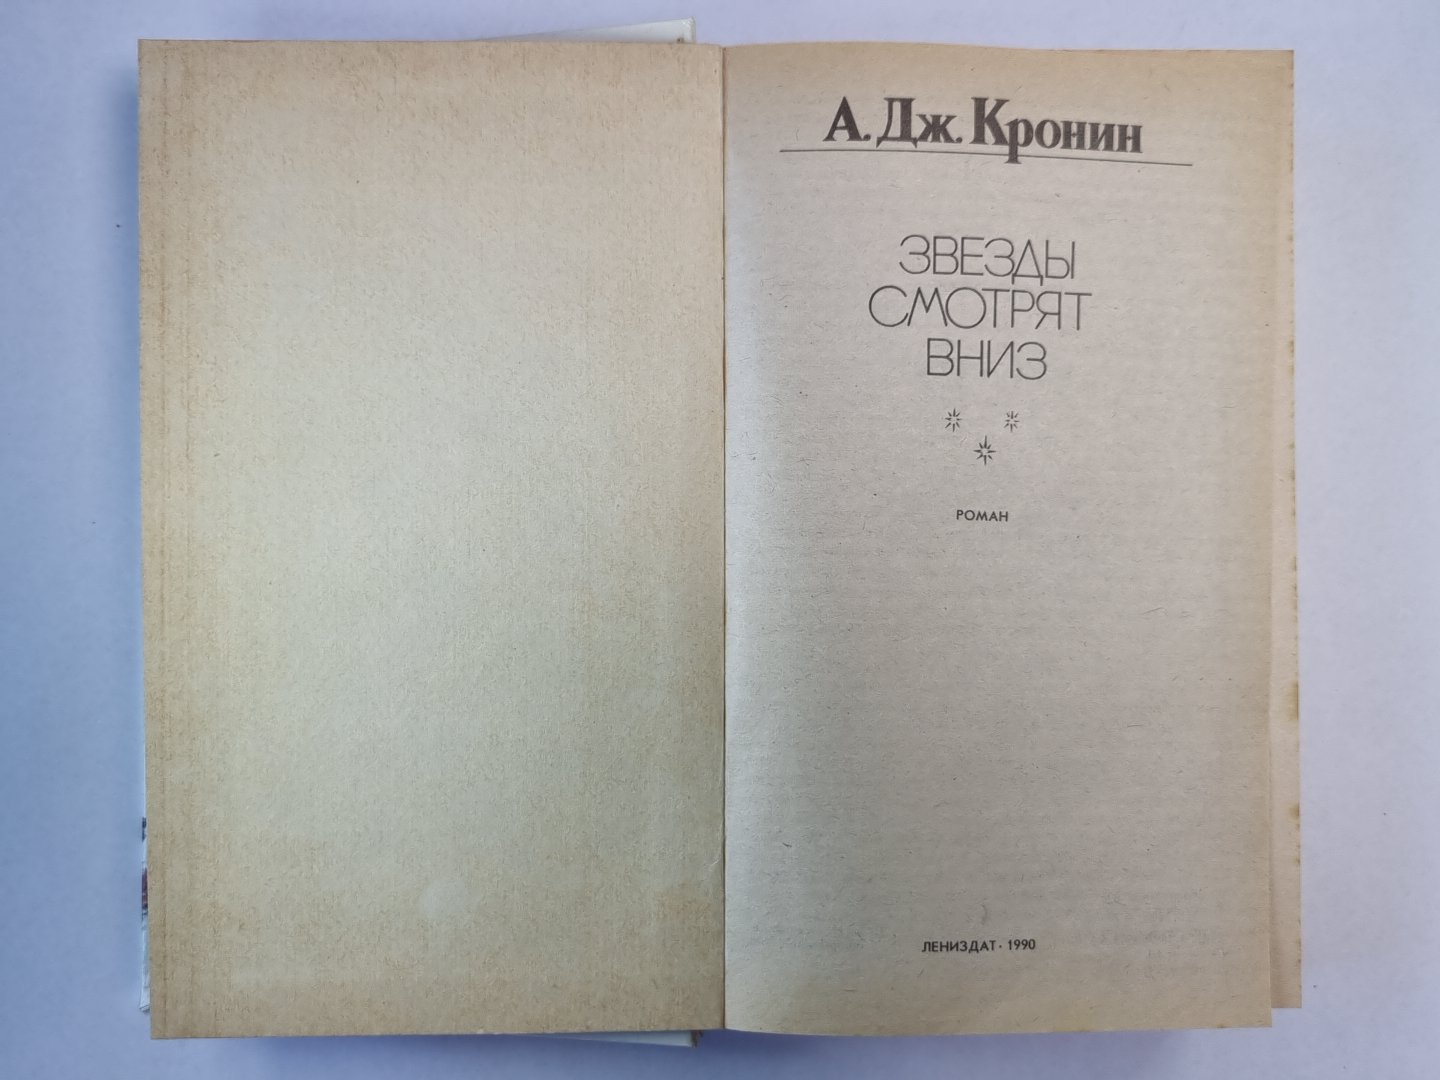 А. Дж. Кронин
ЗВЕЗДЫ
СМОТРЯТ
ВНИЗ
РОМАН
ЛЕНИЗДАТ · 1990